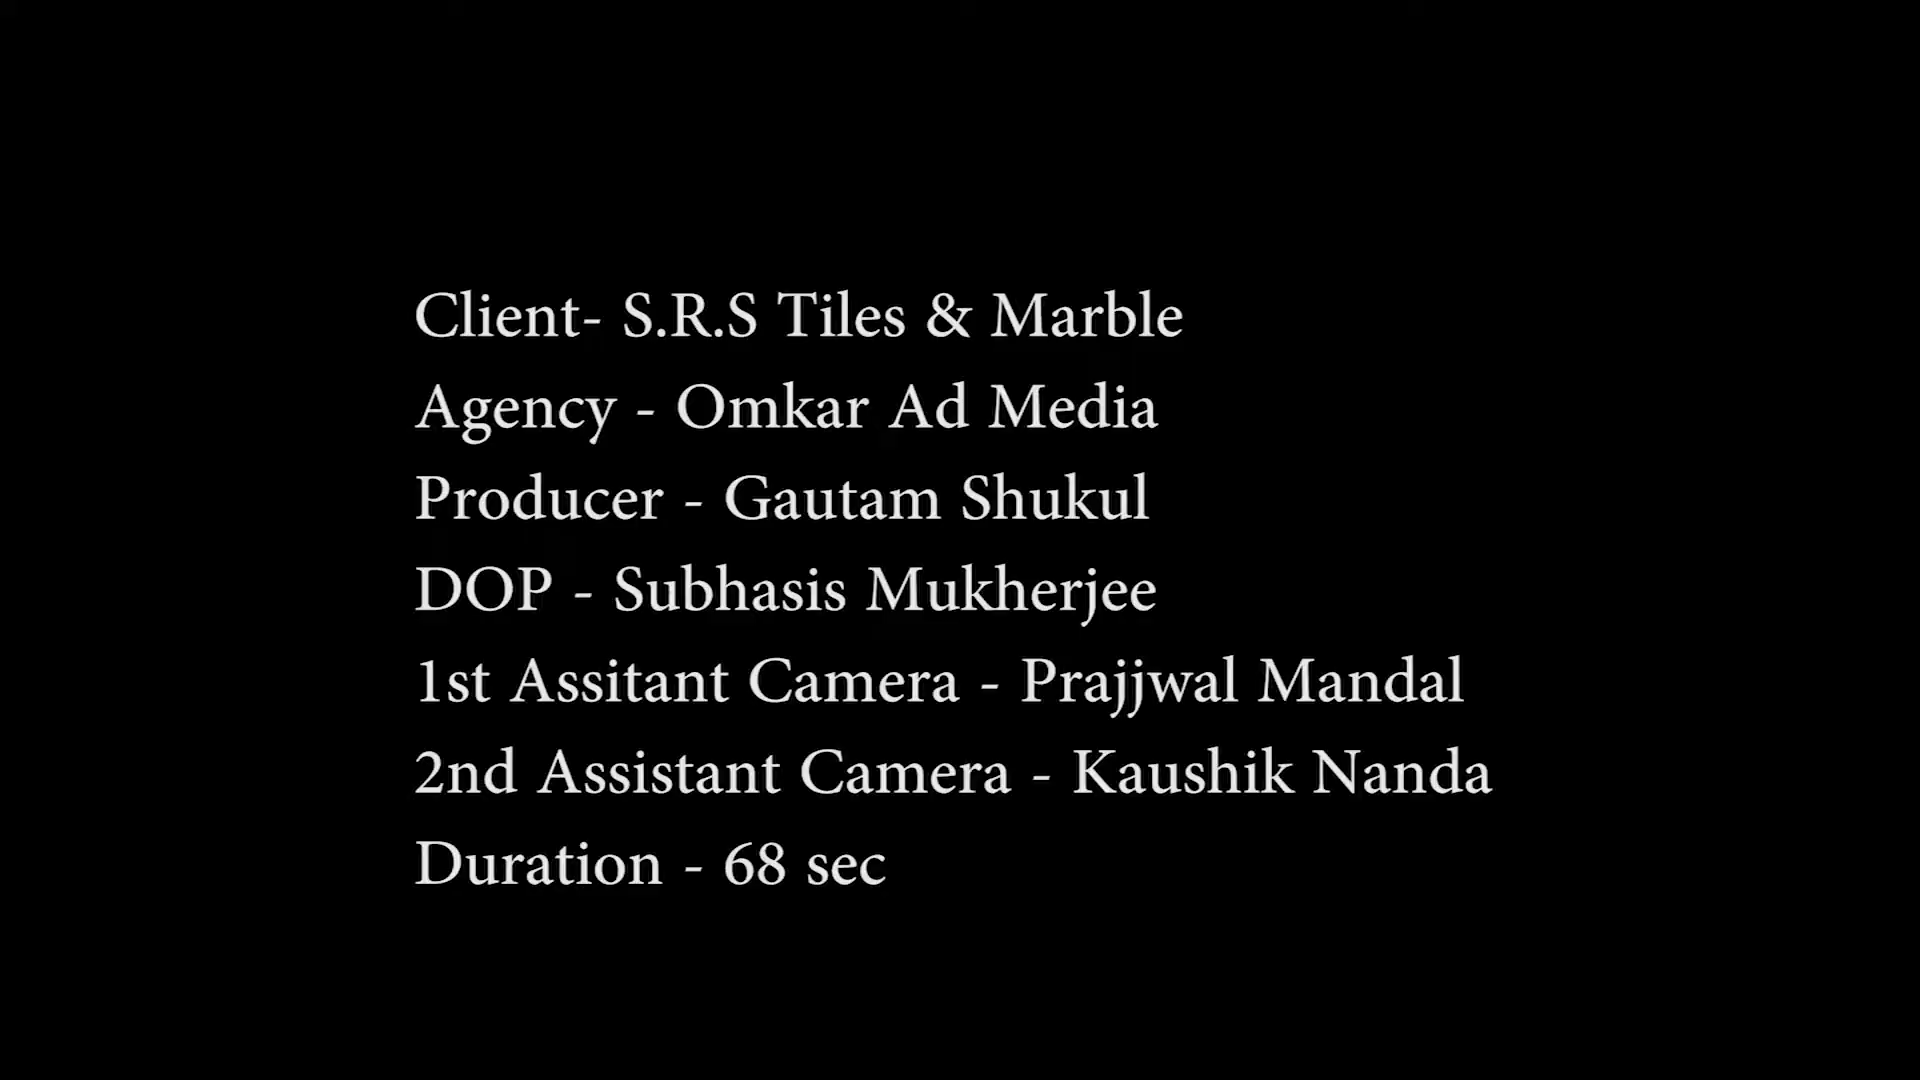 Client- S.R.S Tiles & Marble
Agency - Omkar Ad Media
Producer - Gautam Shukul
DOP - Subhasis Mukherjee
1st Assitant Camera - Prajjwal Mandal
2nd Assistant Camera - Kaushik Nanda
Duration - 68 sec